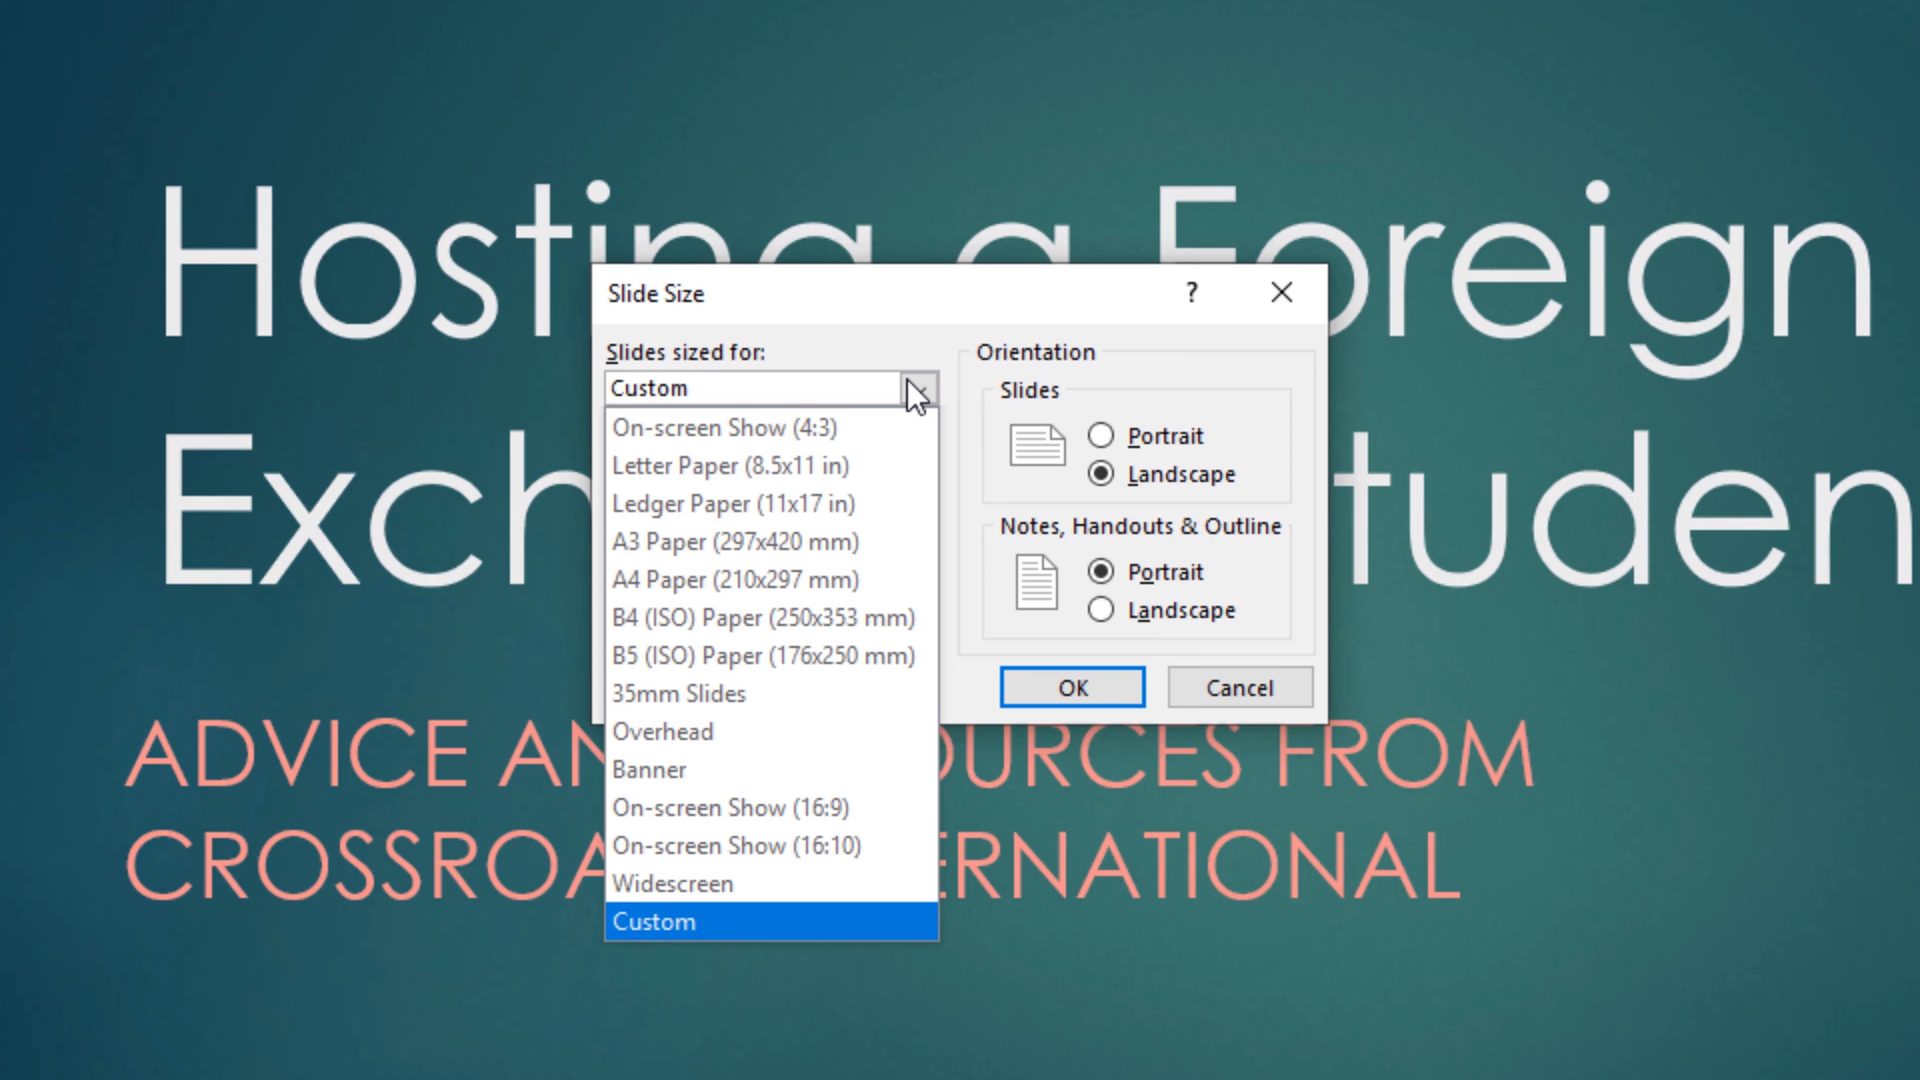 Hosting a Foreign
Exch tuden
Slide Size
?
Slides sized for:
Custom
On-screen Show (4:3)
Letter Paper (8.5x11 in)
Ledger Paper (11x17 in)
A3 Paper (297x420 mm)
A4 Paper (210x297 mm)
B4 (ISO) Paper (250x353 mm)
B5 (ISO) Paper (176x250 mm)
35mm Slides
Overhead
Banner
On-screen Show (16:9)
On-screen Show (16:10)
Widescreen
Custom
Orientation
Slides
Portrait
Landscape
Notes, Handouts & Outline
Portrait
Landscape
OK
Cancel
ADVICE AN OURCES FROM
CROSSROA ERNATIONAL